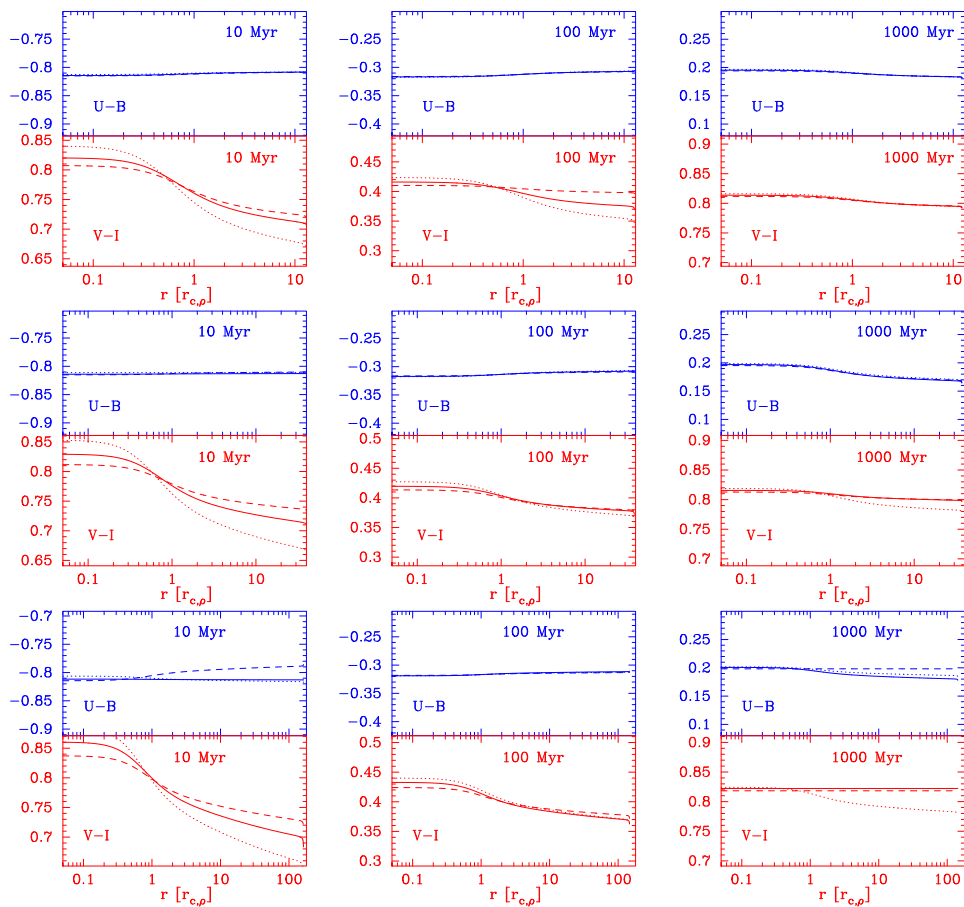 10 Myr
−0.75
−0.8
−0.85
−0.9
U−B
100 Myr
−0.25
−0.3
−0.35
−0.4
U−B
1000 Myr
0.25
0.2
0.15
0.1
U−B
10 Myr
0.85
0.8
0.75
0.7
0.65
V−I
0.1 1 10
r [r_c,ρ]
100 Myr
0.45
0.4
0.35
0.3
V−I
0.1 1 10
r [r_c,ρ]
1000 Myr
0.9
0.85
0.8
0.75
0.7
V−I
0.1 1 10
r [r_c,ρ]
10 Myr
−0.75
−0.8
−0.85
−0.9
U−B
100 Myr
−0.25
−0.3
−0.35
−0.4
U−B
1000 Myr
0.25
0.2
0.15
0.1
U−B
10 Myr
0.85
0.8
0.75
0.7
0.65
V−I
0.1 1 10
r [r_c,ρ]
100 Myr
0.5
0.45
0.4
0.35
0.3
V−I
0.1 1 10
r [r_c,ρ]
1000 Myr
0.9
0.85
0.8
0.75
0.7
V−I
0.1 1 10
r [r_c,ρ]
10 Myr
−0.7
−0.75
−0.8
−0.85
−0.9
U−B
100 Myr
−0.25
−0.3
−0.35
−0.4
U−B
1000 Myr
0.25
0.2
0.15
0.1
U−B
10 Myr
0.85
0.8
0.75
0.7
V−I
0.1 1 10 100
r [r_c,ρ]
100 Myr
0.5
0.45
0.4
0.35
0.3
V−I
0.1 1 10 100
r [r_c,ρ]
1000 Myr
0.9
0.85
0.8
0.75
0.7
V−I
0.1 1 10 100
r [r_c,ρ]